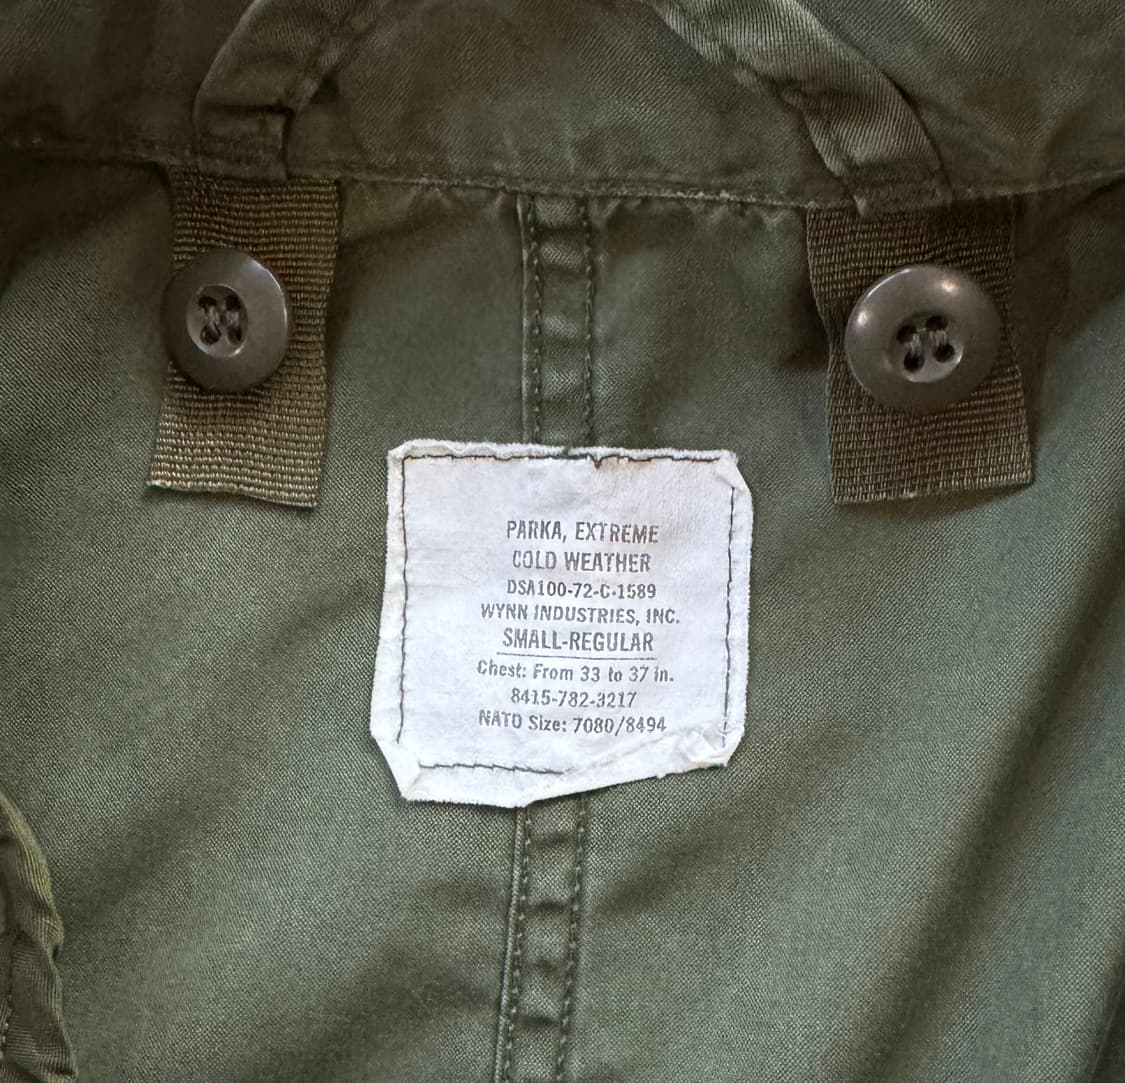 PARKA, EXTREME
COLD WEATHER
DSA100-72-C-1589
WYNN INDUSTRIES, INC.
SMALL-REGULAR
Chest: From 33 to 37 in.
8415-782-3217
NATO Size: 7080/8494